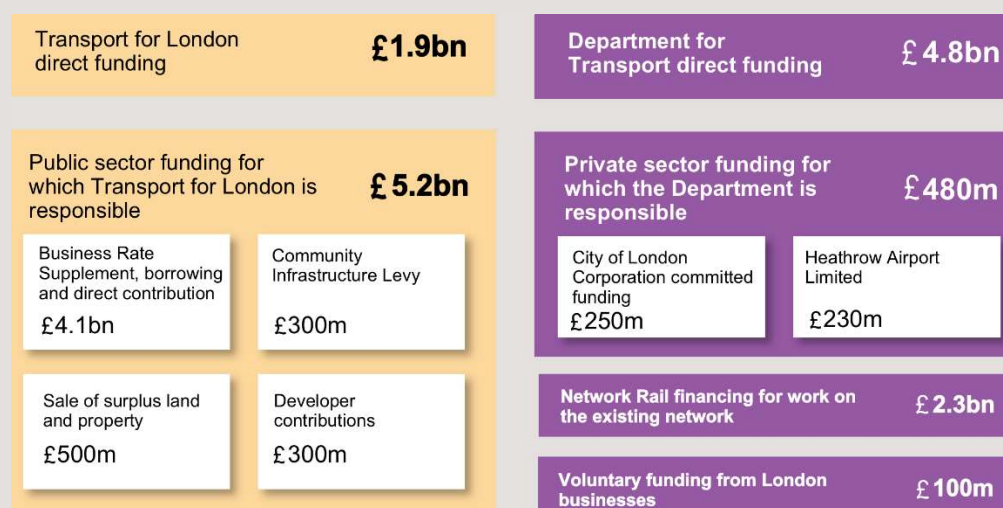 Transport for London
direct funding
£1.9bn
Public sector funding for
which Transport for London is
responsible
£5.2bn
Business Rate
Supplement, borrowing
and direct contribution
£4.1bn
Community
Infrastructure Levy
£300m
Sale of surplus land
and property
£500m
Developer
contributions
£300m
Department for
Transport direct funding
£4.8bn
Private sector funding for
which the Department is
responsible
£480m
City of London
Corporation committed
funding
£250m
Heathrow Airport
Limited
£230m
Network Rail financing for work on
the existing network
£2.3bn
Voluntary funding from London
businesses
£100m